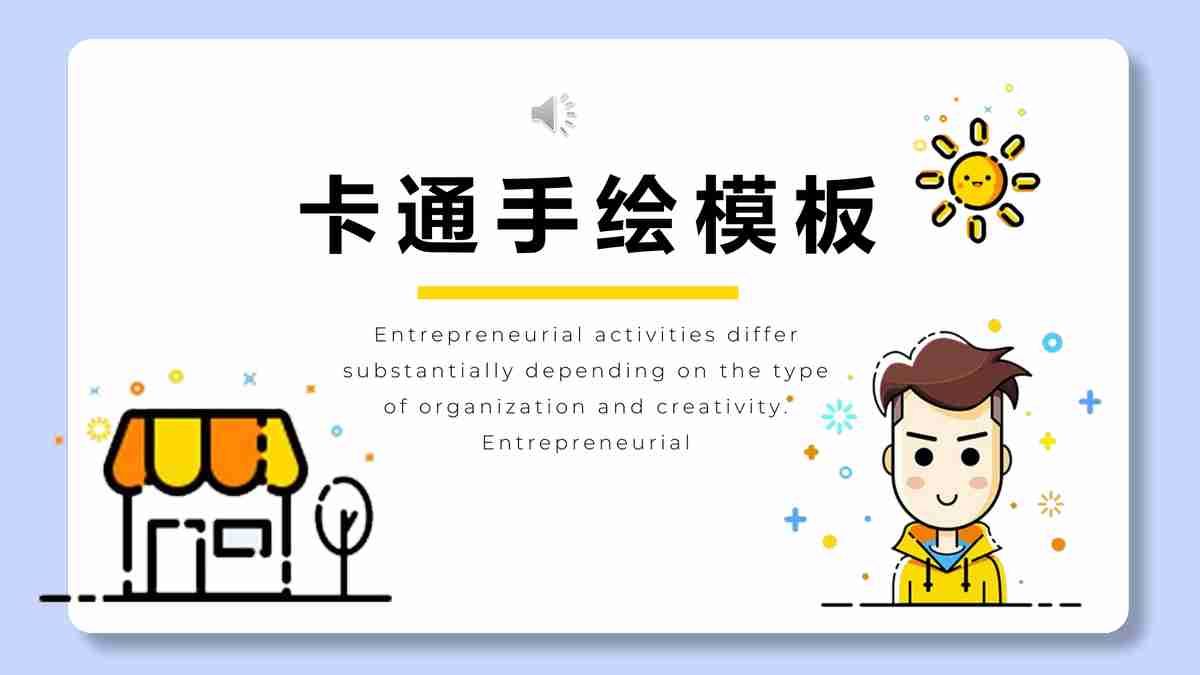 卡通手绘模板
Entrepreneurial activities differ
substantially depending on the type
of organization and creativity.
Entrepreneurial